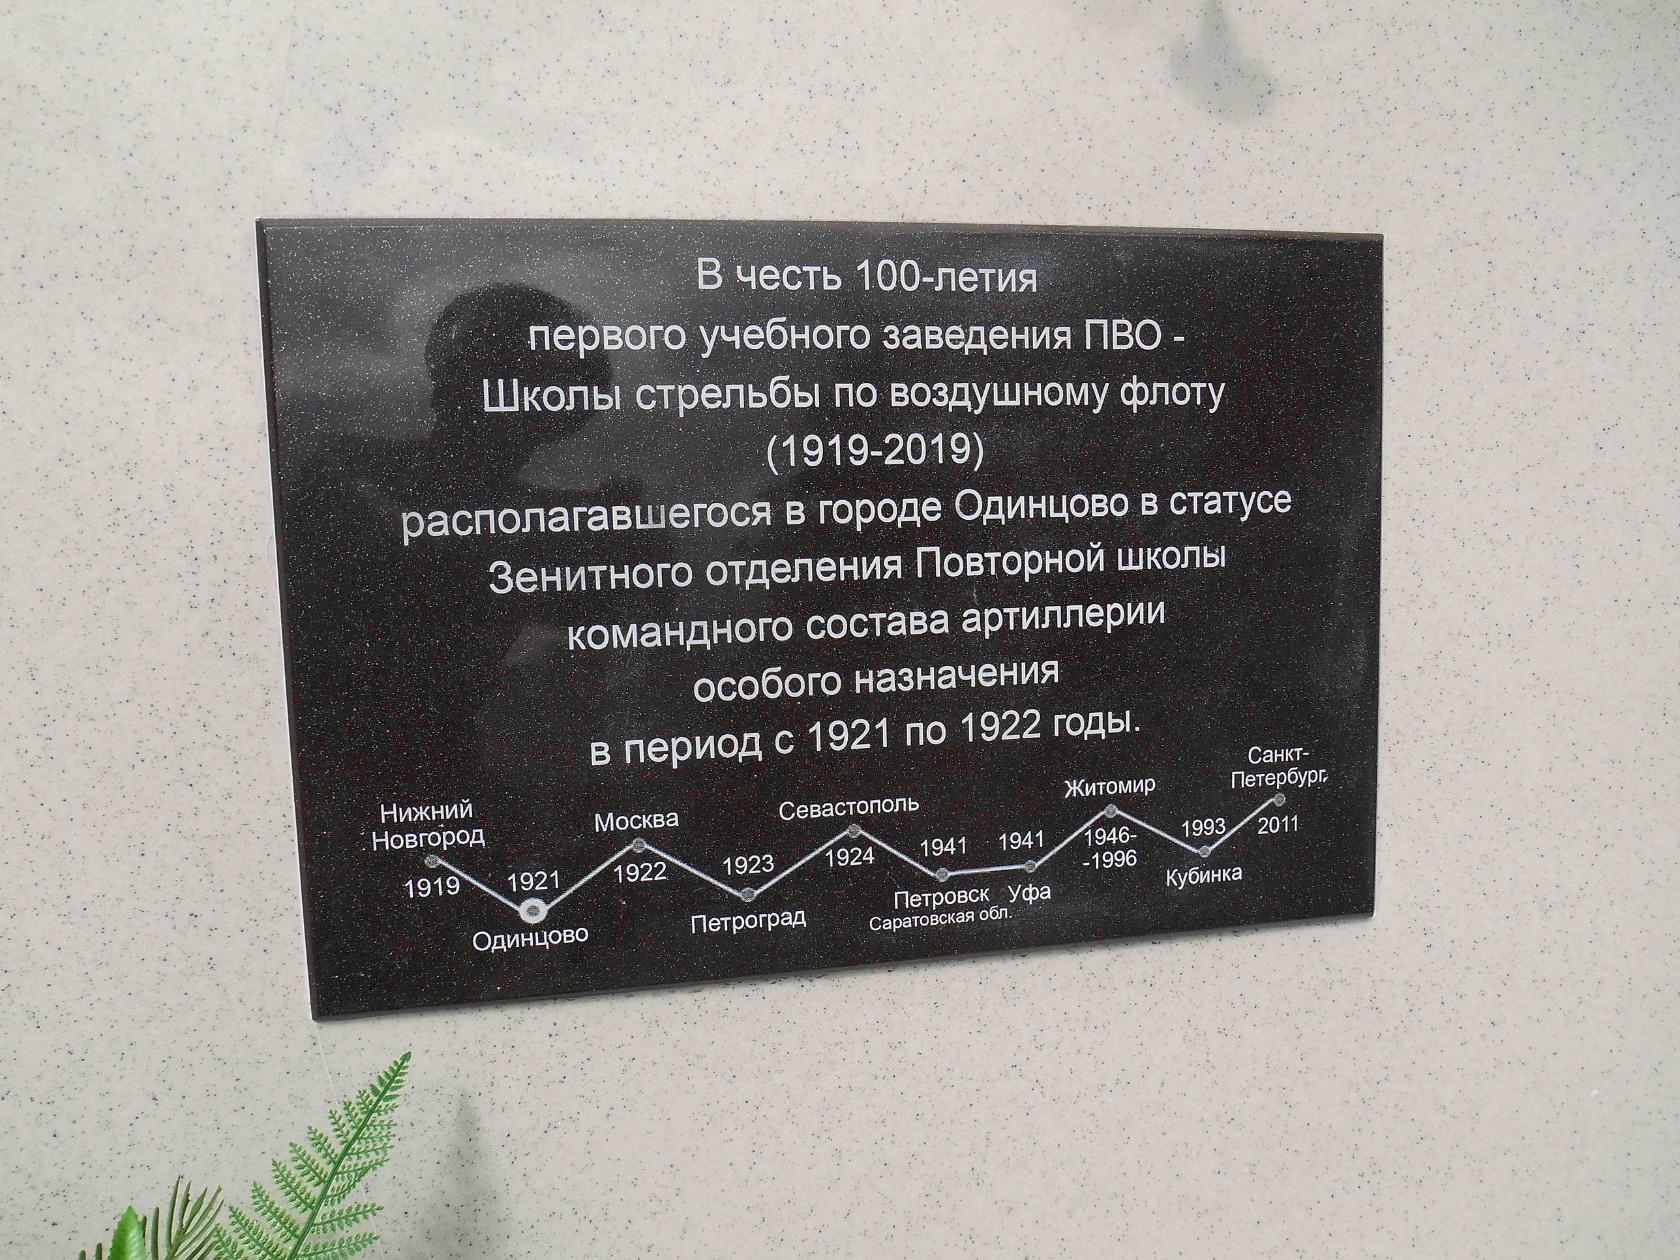 В честь 100-летия
первого учебного заведения ПВО -
Школы стрельбы по воздушному флоту
(1919-2019)
располагавшегося в городе Одинцово в статусе
Зенитного отделения Повторной школы
командного состава артиллерии
особого назначения
в период с 1921 по 1922 годы.
Нижний
Новгород
1919
1921
Одинцово
Москва
1922
1923
Петроград
Севастополь
1924
1941
Петровск
Саратовская обл.
1941
Уфа
Житомир
1946-
-1996
1993
Кубинка
Санкт-
Петербург.
2011